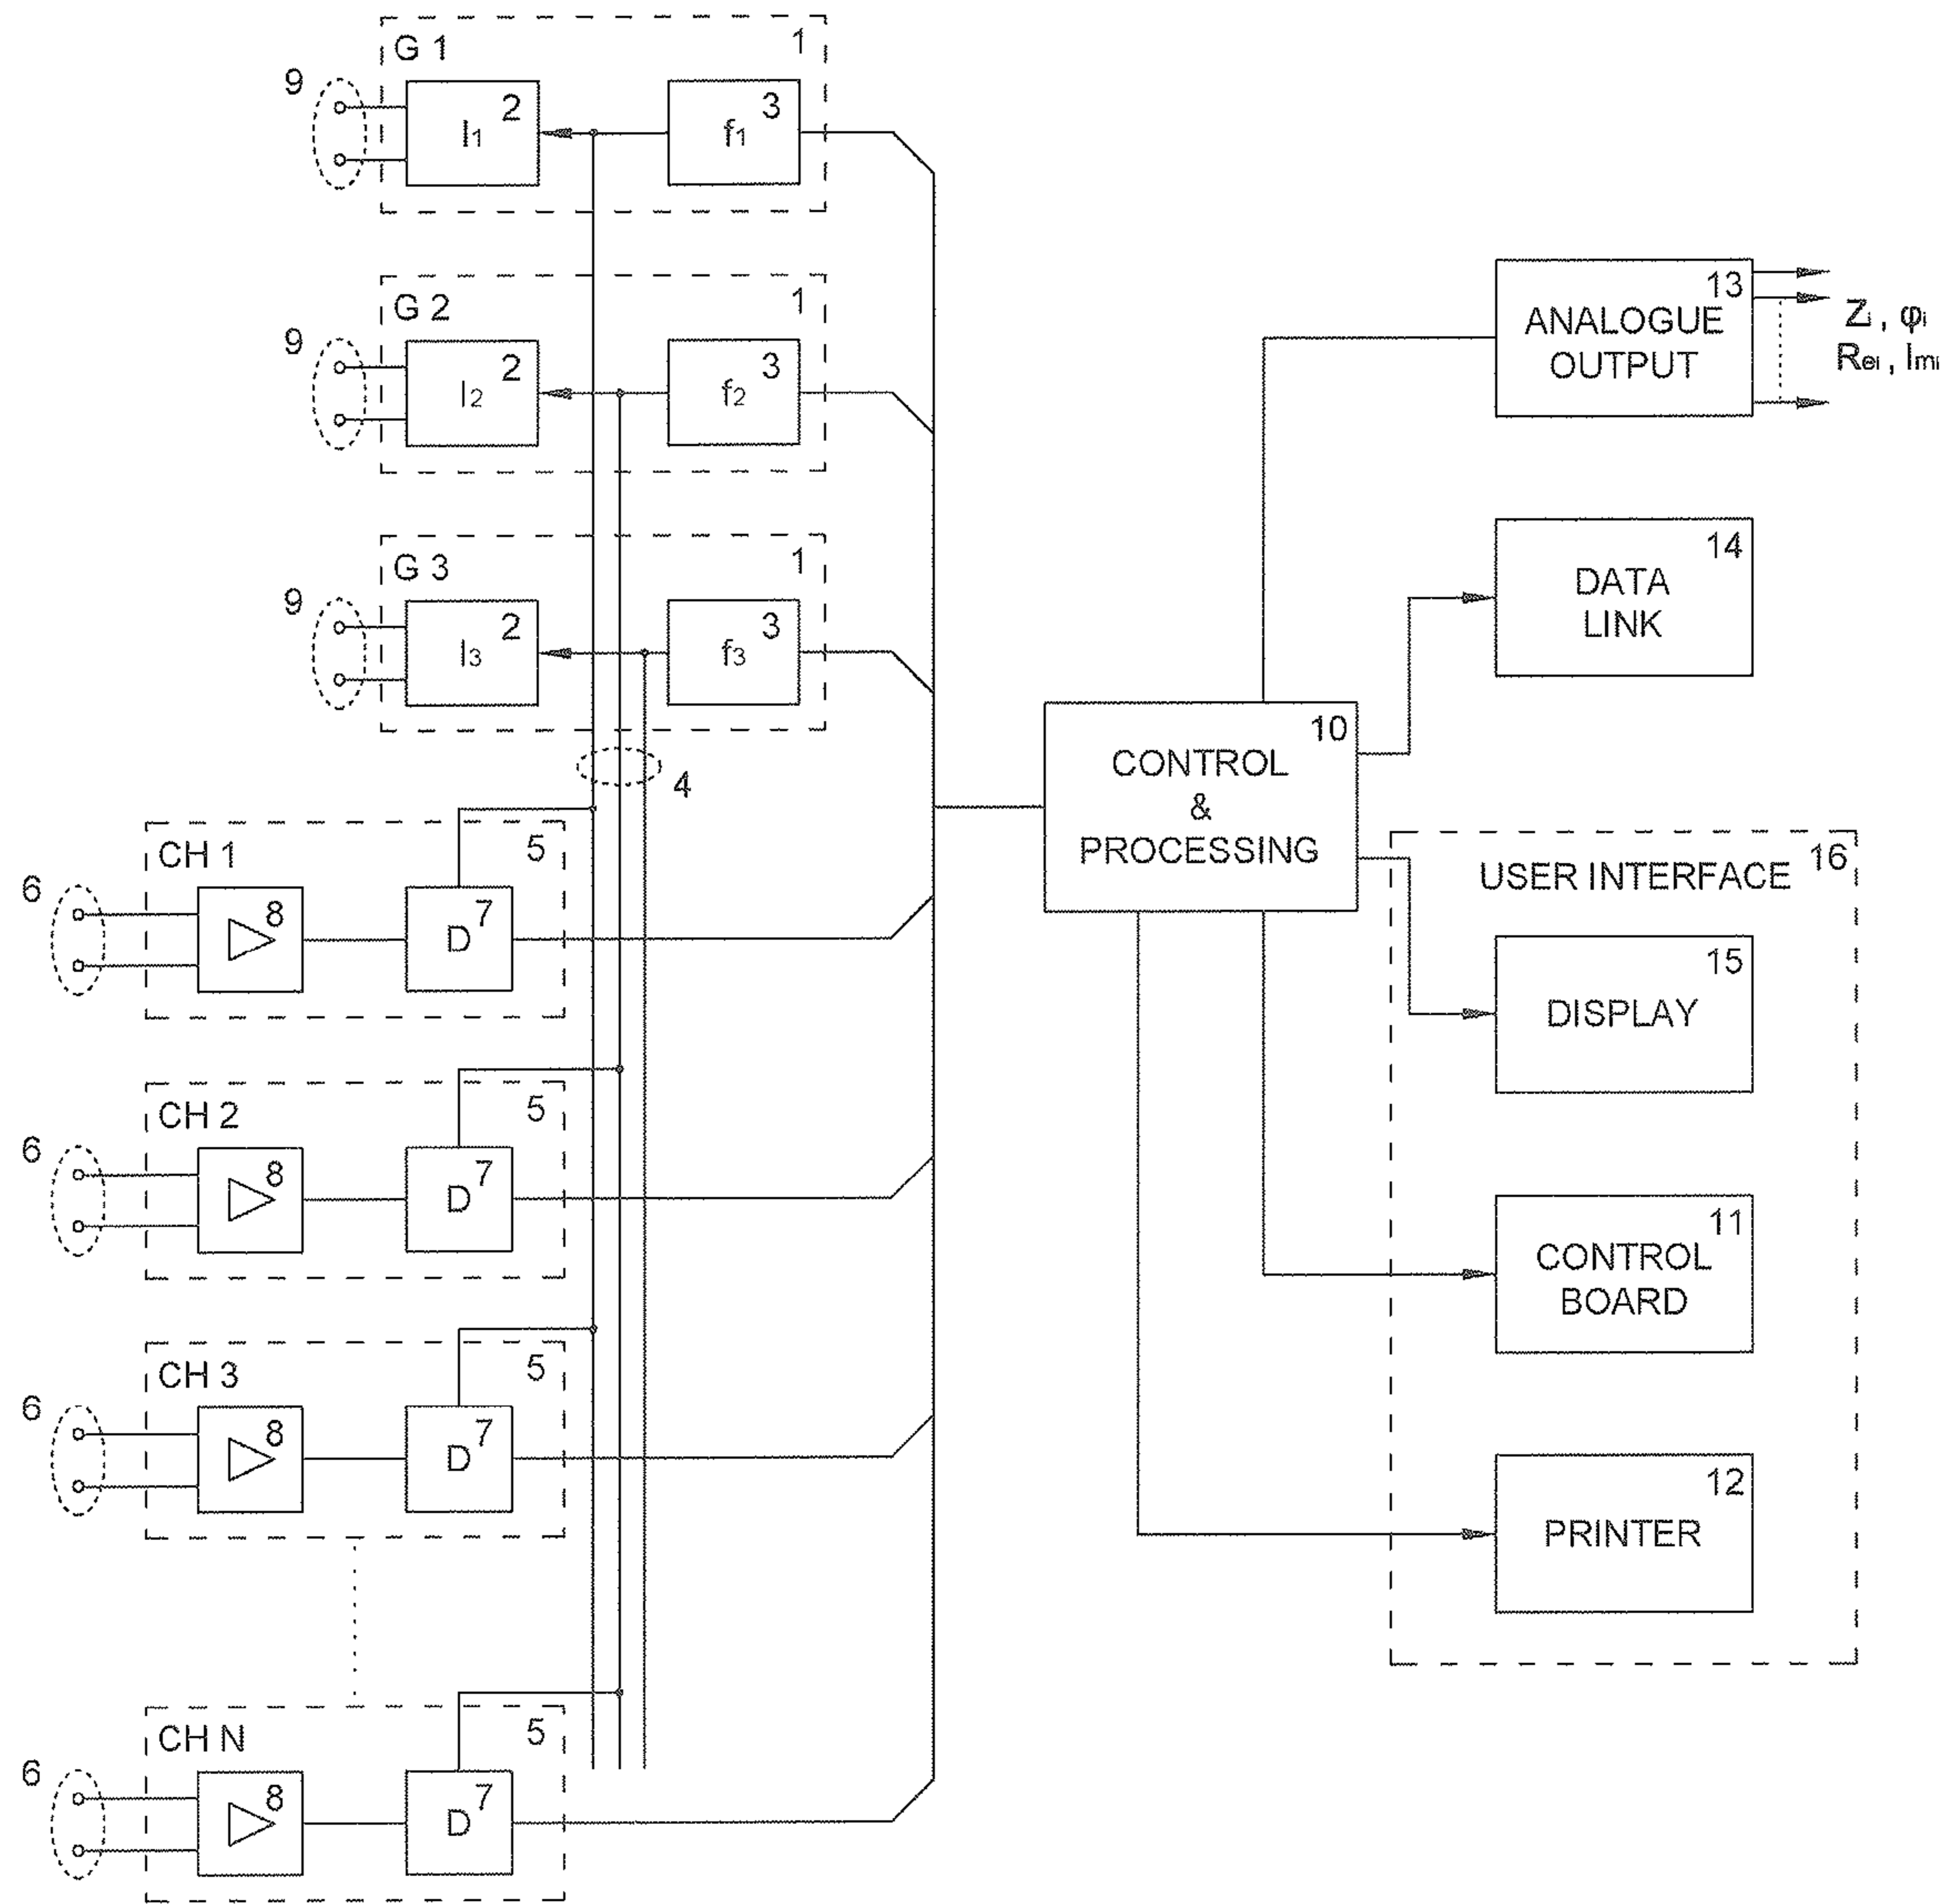 G 1 1
9
I1 2
f1 3
G 2 1
9
I2 2
f2 3
G 3 1
9
I3 2
f3 3
4
CH 1 5
6
8
D 7
CH 2 5
6
8
D 7
CH 3 5
6
8
D 7
CH N 5
6
8
D 7
10
CONTROL
&
PROCESSING
13
ANALOGUE
OUTPUT
Zi , φi
Rei , Imi
14
DATA
LINK
USER INTERFACE 16
15
DISPLAY
11
CONTROL
BOARD
12
PRINTER